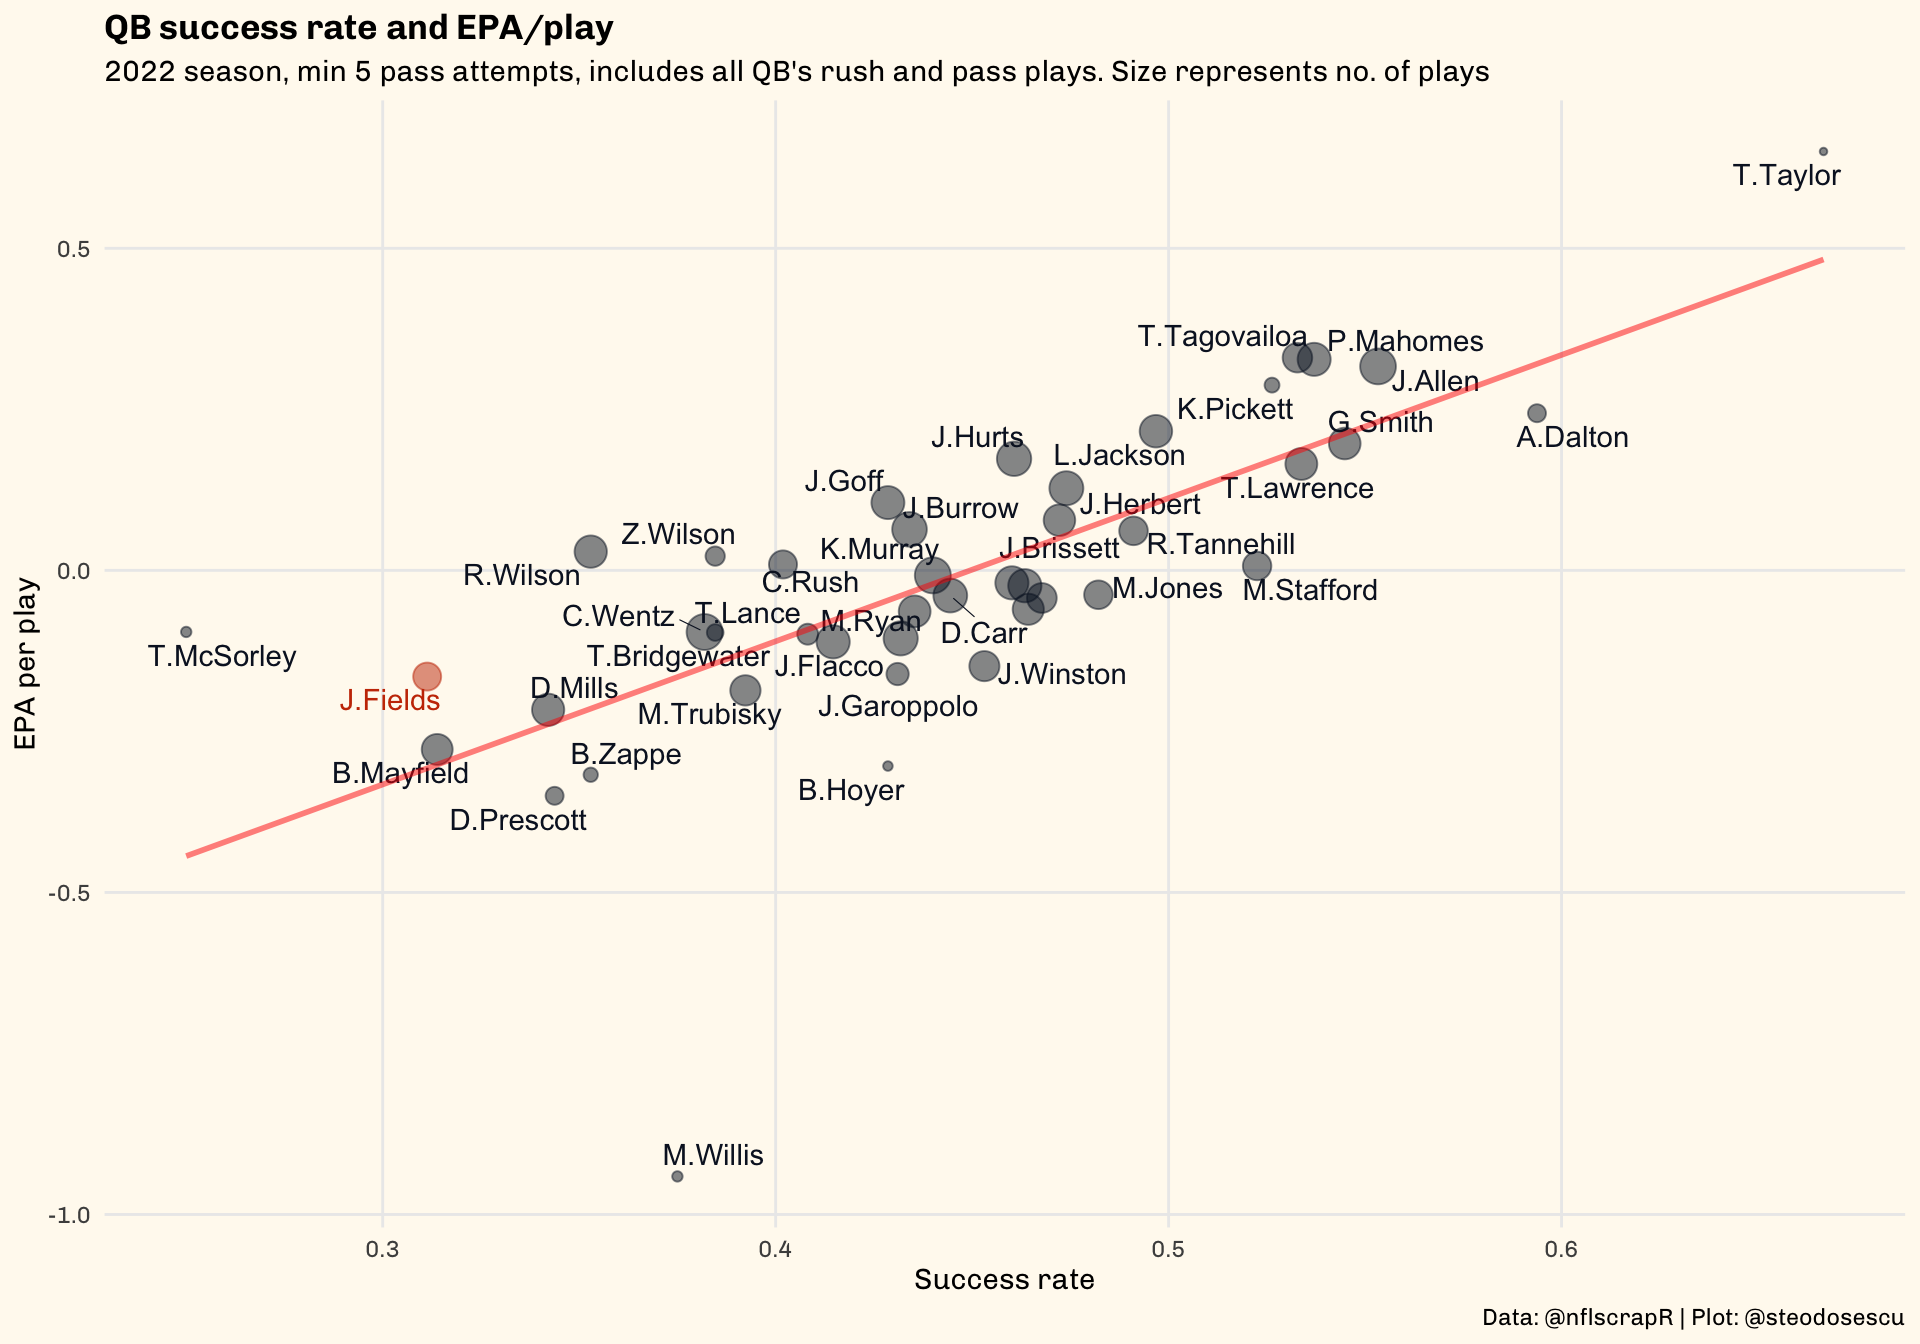 QB success rate and EPA/play
2022 season, min 5 pass attempts, includes all QB's rush and pass plays. Size represents no. of plays
T.Taylor
0.5
T.Tagovailoa
P.Mahomes
J.Allen
K.Pickett
G.Smith
A.Dalton
J.Hurts
L.Jackson
J.Goff
T.Lawrence
J.Burrow
J.Herbert
Z.Wilson
K.Murray
J.Brissett
R.Tannehill
0.0
R.Wilson
C.Rush
M.Jones
M.Stafford
C.Wentz
T.Lance
M.Ryan
D.Carr
T.McSorley
T.Bridgewater
J.Flacco
J.Winston
J.Fields
D.Mills
M.Trubisky
J.Garoppolo
B.Zappe
B.Mayfield
B.Hoyer
D.Prescott
EPA per play
-0.5
M.Willis
-1.0
0.3
0.4
0.5
0.6
Success rate
Data: @nflscrapR | Plot: @steodosescu